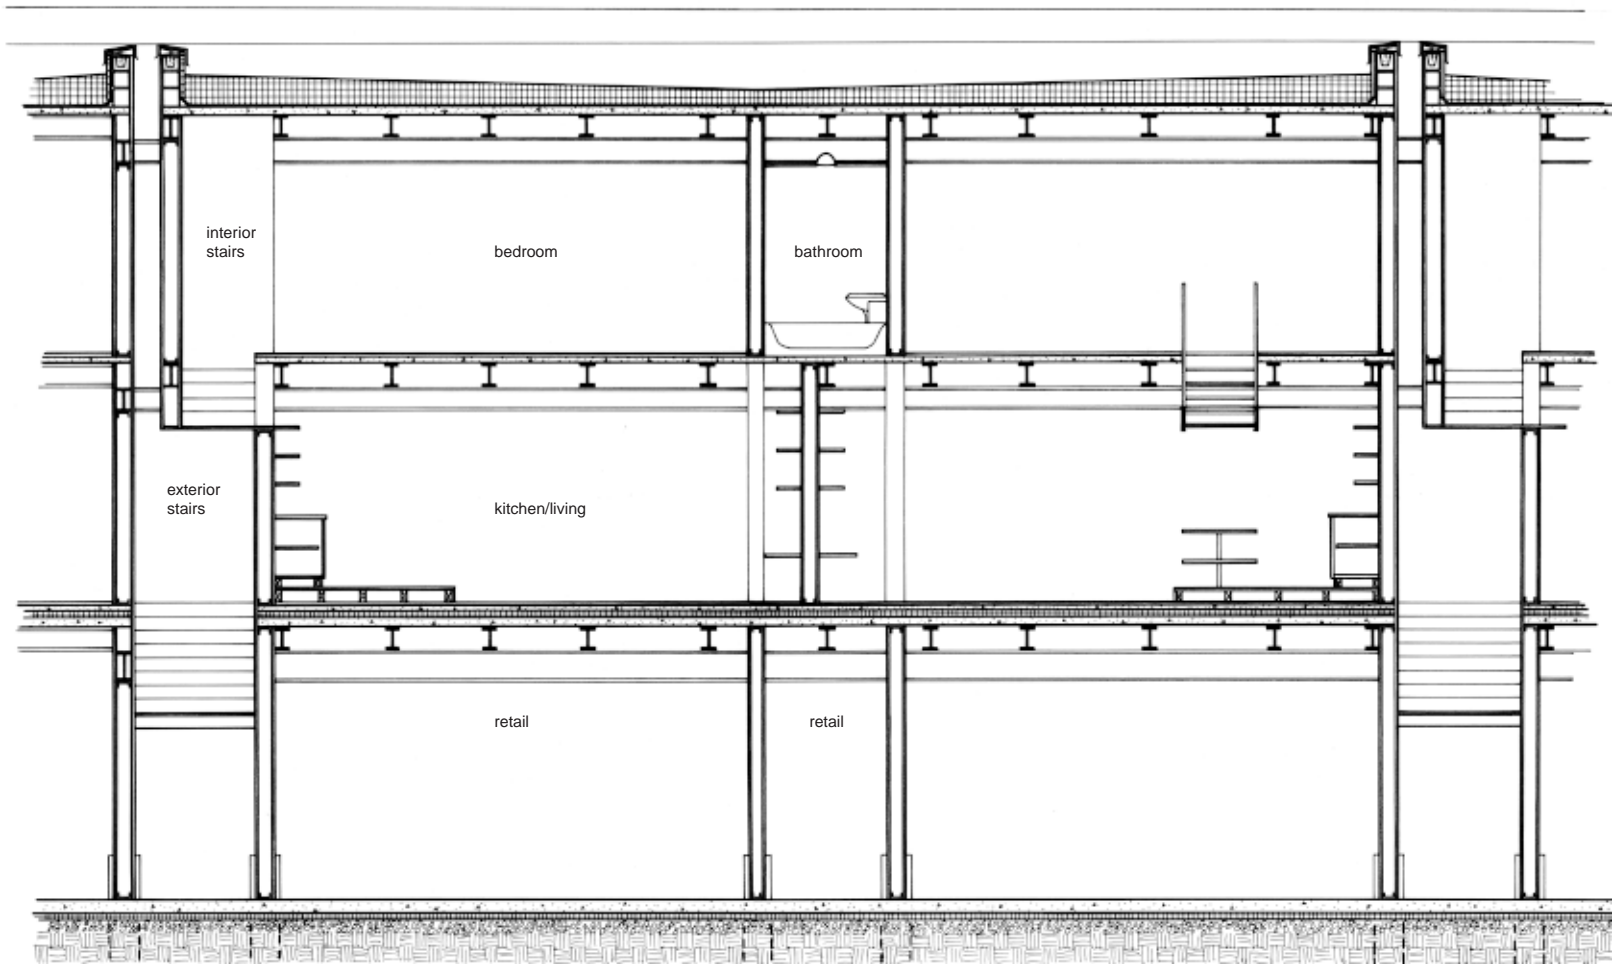 interior
stairs
bedroom
bathroom
exterior
stairs
kitchen/living
retail
retail